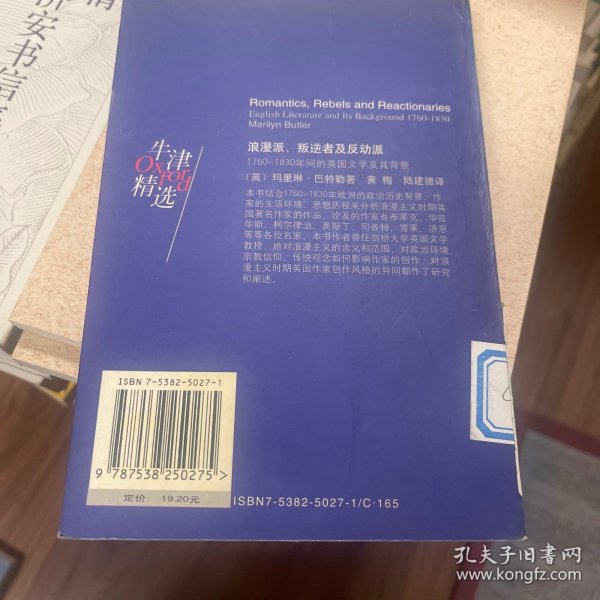 济安书信
Romantics, Rebels and Reactionaries
English Literature and Its Background 1760-1830
Marilyn Butler
牛津
Oxford
精选
浪漫派、叛逆者及反动派
1760-1830年间的英国文学及其背景
〔英〕玛里琳·巴特勒著 黄 梅 陆建德译
本书结合1760-1830年欧洲的政治历史背景、作
家的生活环境、思想历程来分析浪漫主义时期英
国著名作家的作品。论及的作家有布莱克、华兹
华斯、柯尔律治、奥斯丁、司各特、雪莱、济慈
等等各位名家。本书作者曾任剑桥大学英国文学
教授,她对浪漫主义的含义和范围、对政治环境、
宗教信仰、传统观念如何影响作家的创作、对浪
漫主义时期英国作家创作风格的异同都作了研究
和阐述。
ISBN 7-5382-5027-1
9 787538 250275>
定价: 19.20元
ISBN7-5382-5027-1/C·165
孔夫子旧书网
www.kongfz.com